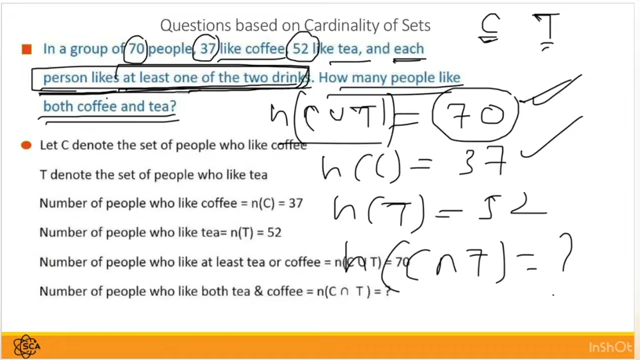 Questions based on Cardinality of Sets
C T
In a group of 70 people, 37 like coffee, 52 like tea, and each
person likes at least one of the two drinks. How many people like
both coffee and tea?
n(C∪T) = 70
Let C denote the set of people who like coffee
n(C) = 37
T denote the set of people who like tea
Number of people who like coffee = n(C) = 37
n(T) = 52
Number of people who like tea= n(T) = 52
Number of people who like at least tea or coffee = n(C∪T) = 70
n(C∩T) = ?
Number of people who like both tea & coffee = n(C ∩ T) = ?
SCA
InShOt